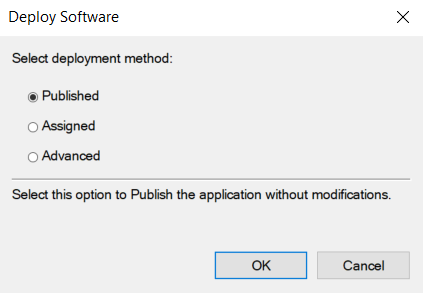 Deploy Software
Select deployment method:
Published
Assigned
Advanced
Select this option to Publish the application without modifications.
OK
Cancel